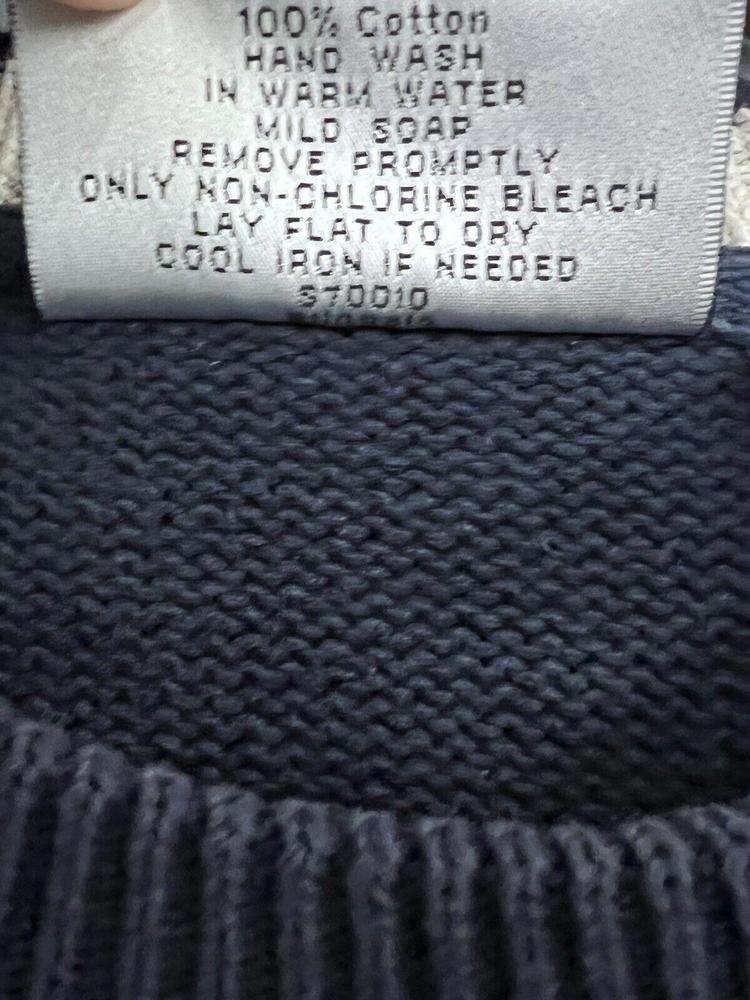 100% Cotton
HAND WASH
IN WARM WATER
MILD SOAP
REMOVE PROMPTLY
ONLY NON-CHLORINE BLEACH
LAY FLAT TO DRY
COOL IRON IF NEEDED
S70010